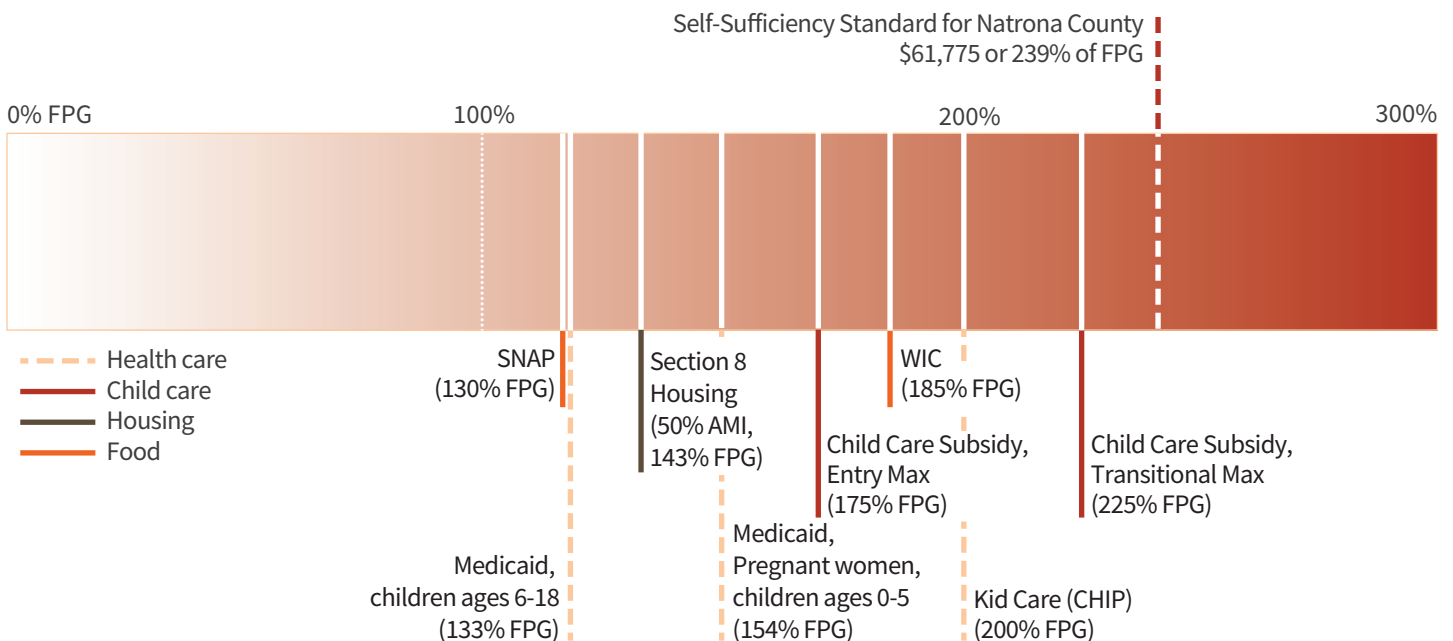 Self-Sufficiency Standard for Natrona County
$61,775 or 239% of FPG
0% FPG
100%
200%
300%
Health care
Child care
Housing
Food
SNAP
(130% FPG)
Section 8
Housing
(50% AMI,
143% FPG)
WIC
(185% FPG)
Child Care Subsidy,
Entry Max
(175% FPG)
Child Care Subsidy,
Transitional Max
(225% FPG)
Medicaid,
children ages 6-18
(133% FPG)
Medicaid,
Pregnant women,
children ages 0-5
(154% FPG)
Kid Care (CHIP)
(200% FPG)